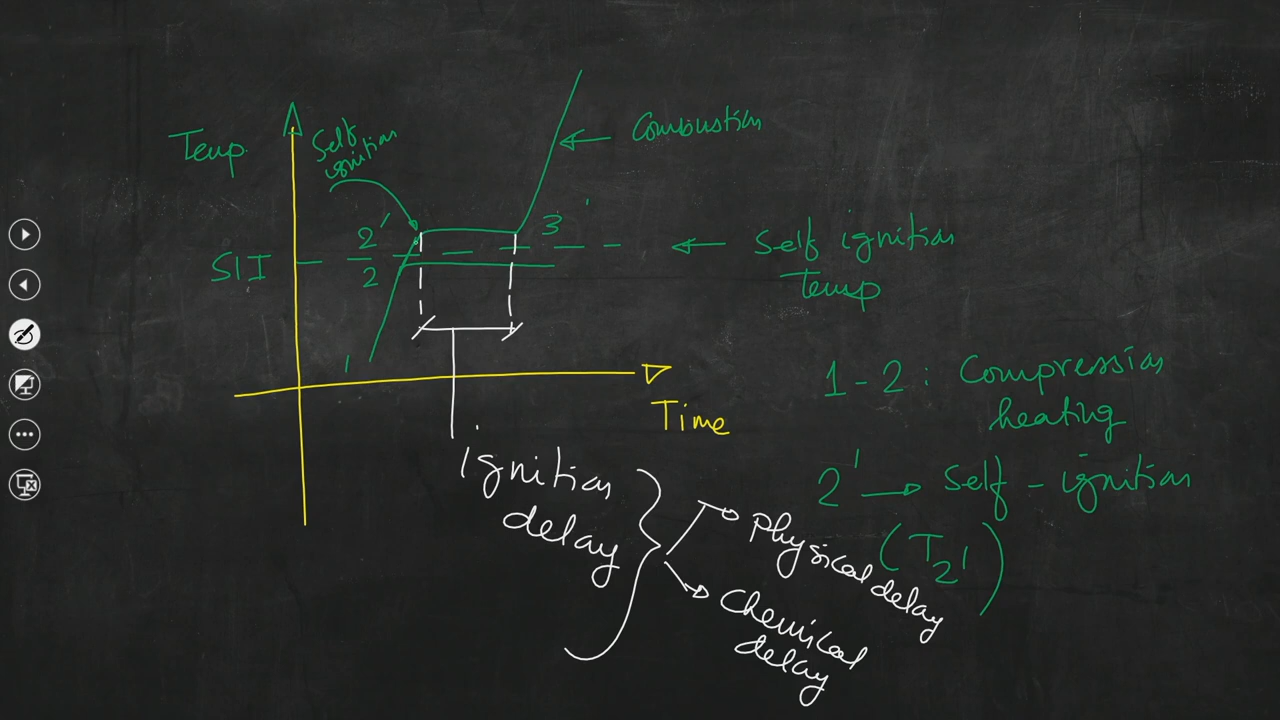 Temp.
Self
ignition
Combustion
2'
3'
SIT
2
Self ignition
Temp
1
Time
1-2: Compression
heating
ignition
delay
2' → Self - ignition
(T2')
Physical delay
Chemical
delay